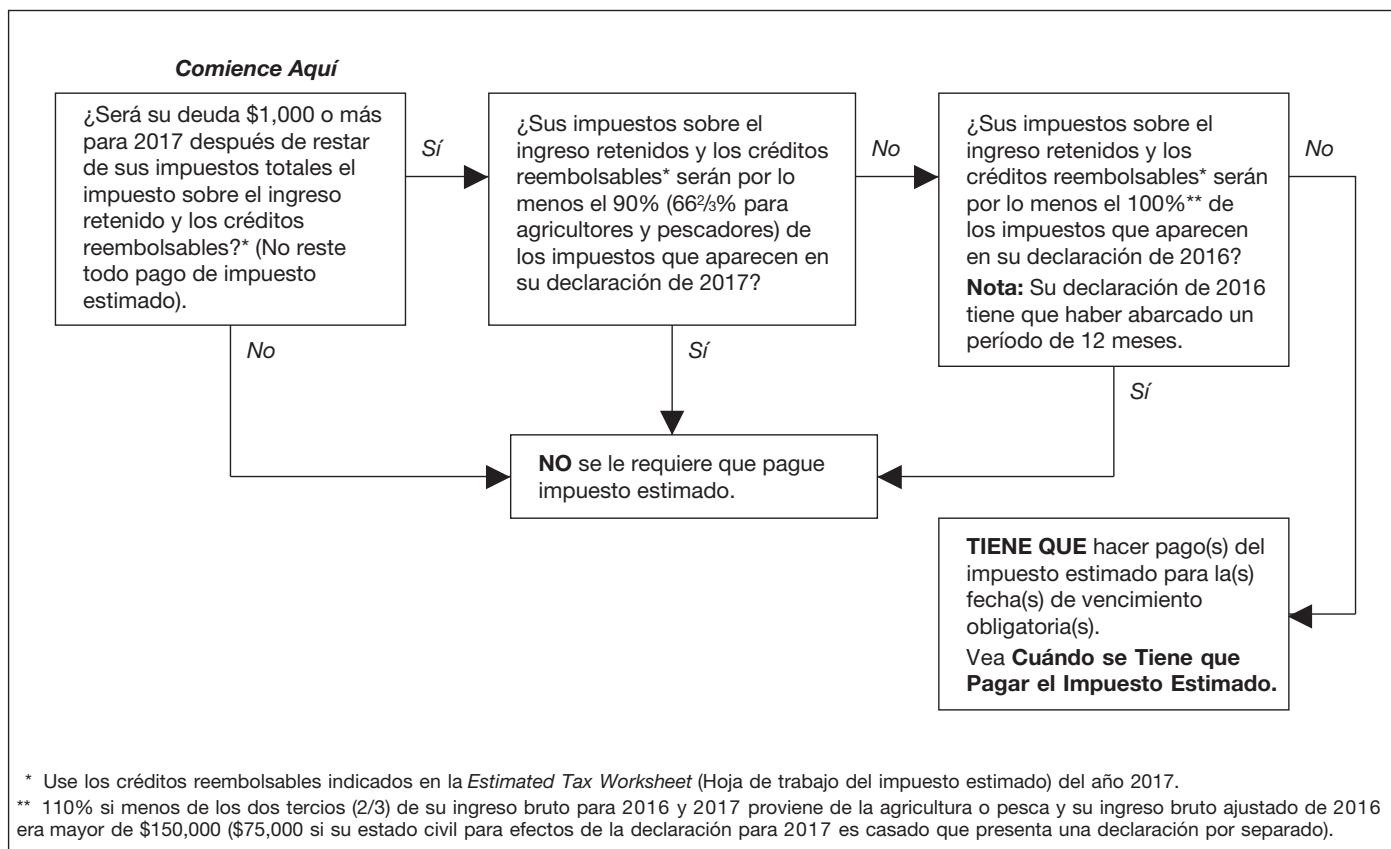 Comience Aquí
¿Será su deuda $1,000 o más
para 2017 después de restar
de sus impuestos totales el
impuesto sobre el ingreso
retenido y los créditos
reembolsables?* (No reste
todo pago de impuesto
estimado).
Sí
No
¿Sus impuestos sobre el
ingreso retenidos y los créditos
reembolsables* serán por lo
menos el 90% (66²/₃% para
agricultores y pescadores) de
los impuestos que aparecen en
su declaración de 2017?
No
Sí
¿Sus impuestos sobre el
ingreso retenidos y los
créditos reembolsables* serán
por lo menos el 100%** de
los impuestos que aparecen
en su declaración de 2016?
Nota: Su declaración de 2016
tiene que haber abarcado un
período de 12 meses.
No
Sí
NO se le requiere que pague
impuesto estimado.
TIENE QUE hacer pago(s) del
impuesto estimado para la(s)
fecha(s) de vencimiento
obligatoria(s).
Vea Cuándo se Tiene que
Pagar el Impuesto Estimado.
* Use los créditos reembolsables indicados en la Estimated Tax Worksheet (Hoja de trabajo del impuesto estimado) del año 2017.
** 110% si menos de los dos tercios (2/3) de su ingreso bruto para 2016 y 2017 proviene de la agricultura o pesca y su ingreso bruto ajustado de 2016
era mayor de $150,000 ($75,000 si su estado civil para efectos de la declaración para 2017 es casado que presenta una declaración por separado).